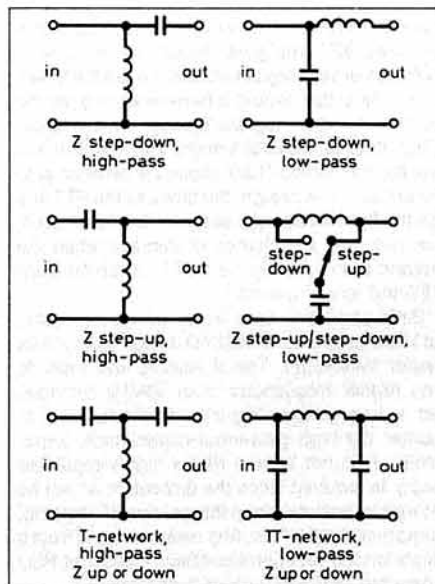 in out in out
Z step-down, high-pass
Z step-down, low-pass
in out in step-down step-up out
Z step-up, high-pass
Z step-up/step-down, low-pass
in out in out
T-network, high-pass Z up or down
TT-network, low-pass Z up or down